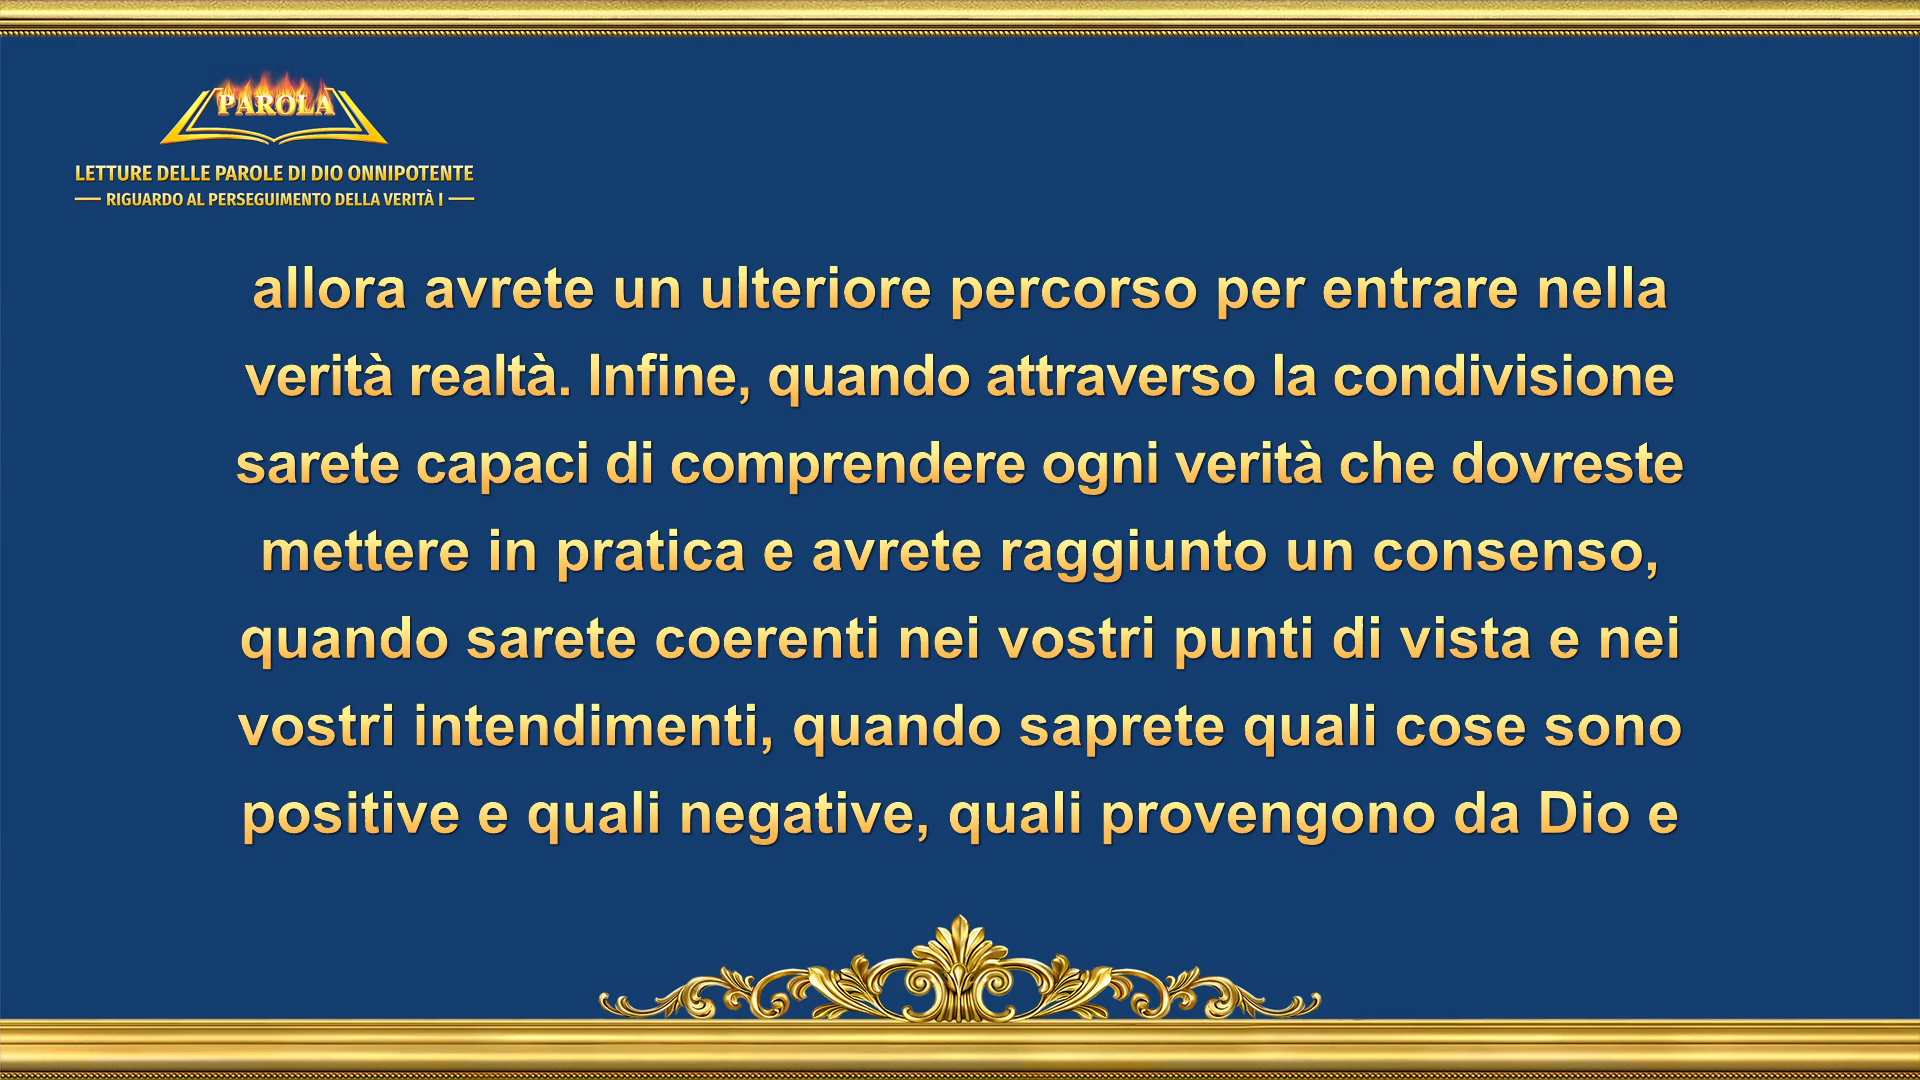 PAROLA
LETTURE DELLE PAROLE DI DIO ONNIPOTENTE
RIGUARDO AL PERSEGUIMENTO DELLA VERITÀ I
allora avrete un ulteriore percorso per entrare nella
verità realtà. Infine, quando attraverso la condivisione
sarete capaci di comprendere ogni verità che dovreste
mettere in pratica e avrete raggiunto un consenso,
quando sarete coerenti nei vostri punti di vista e nei
vostri intendimenti, quando saprete quali cose sono
positive e quali negative, quali provengono da Dio e